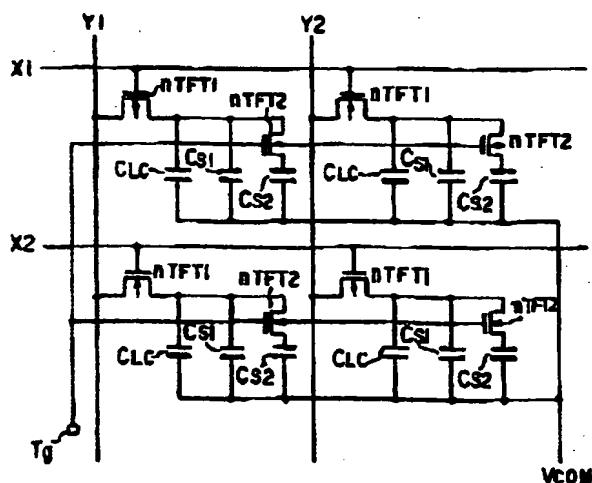 Y1 Y2
X1
nTFT1 nTFT2 nTFT1 nTFT2
CLC CS1 CS2 CLC CS1 CS2
X2
nTFT1 nTFT2 nTFT1 nTFT2
CLC CS1 CS2 CLC CS1 CS2
Tg VCOM